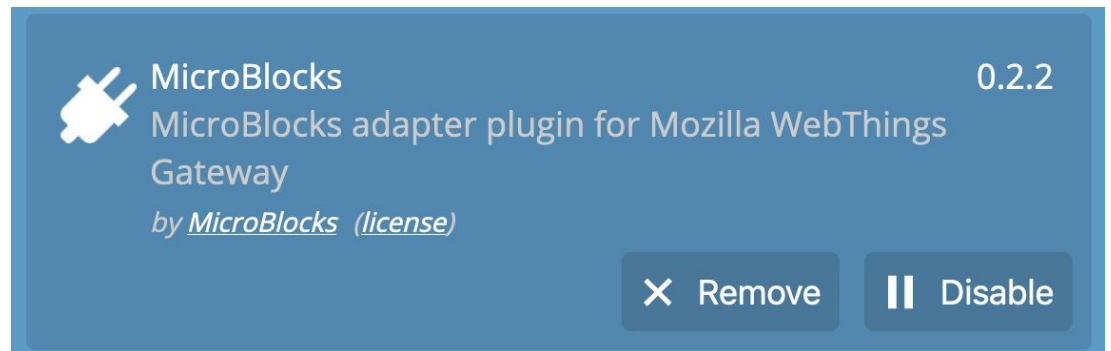 MicroBlocks 0.2.2
MicroBlocks adapter plugin for Mozilla WebThings
Gateway
by MicroBlocks (license)
Remove Disable